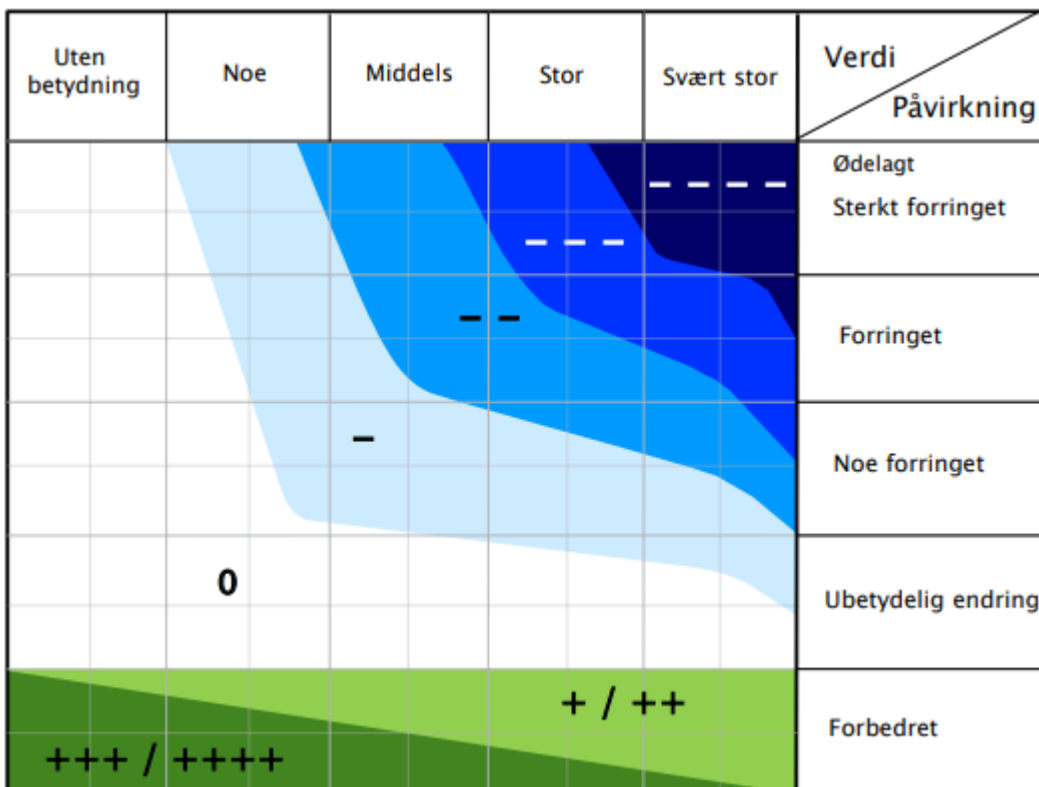 Uten
betydning
Noe
Middels
Stor
Svært stor
Verdi
Påvirkning
Ødelagt
Sterkt forringet
– – – –
– – –
Forringet
– –
Noe forringet
–
Ubetydelig endring
0
Forbedret
+ / ++
+++ / ++++